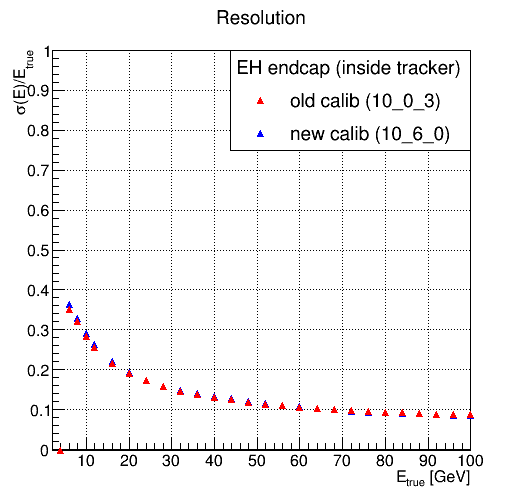 Resolution
σ(E)/E_true
EH endcap (inside tracker)
old calib (10_0_3)
new calib (10_6_0)
1
0.9
0.8
0.7
0.6
0.5
0.4
0.3
0.2
0.1
0
10 20 30 40 50 60 70 80 90 100
E_true [GeV]